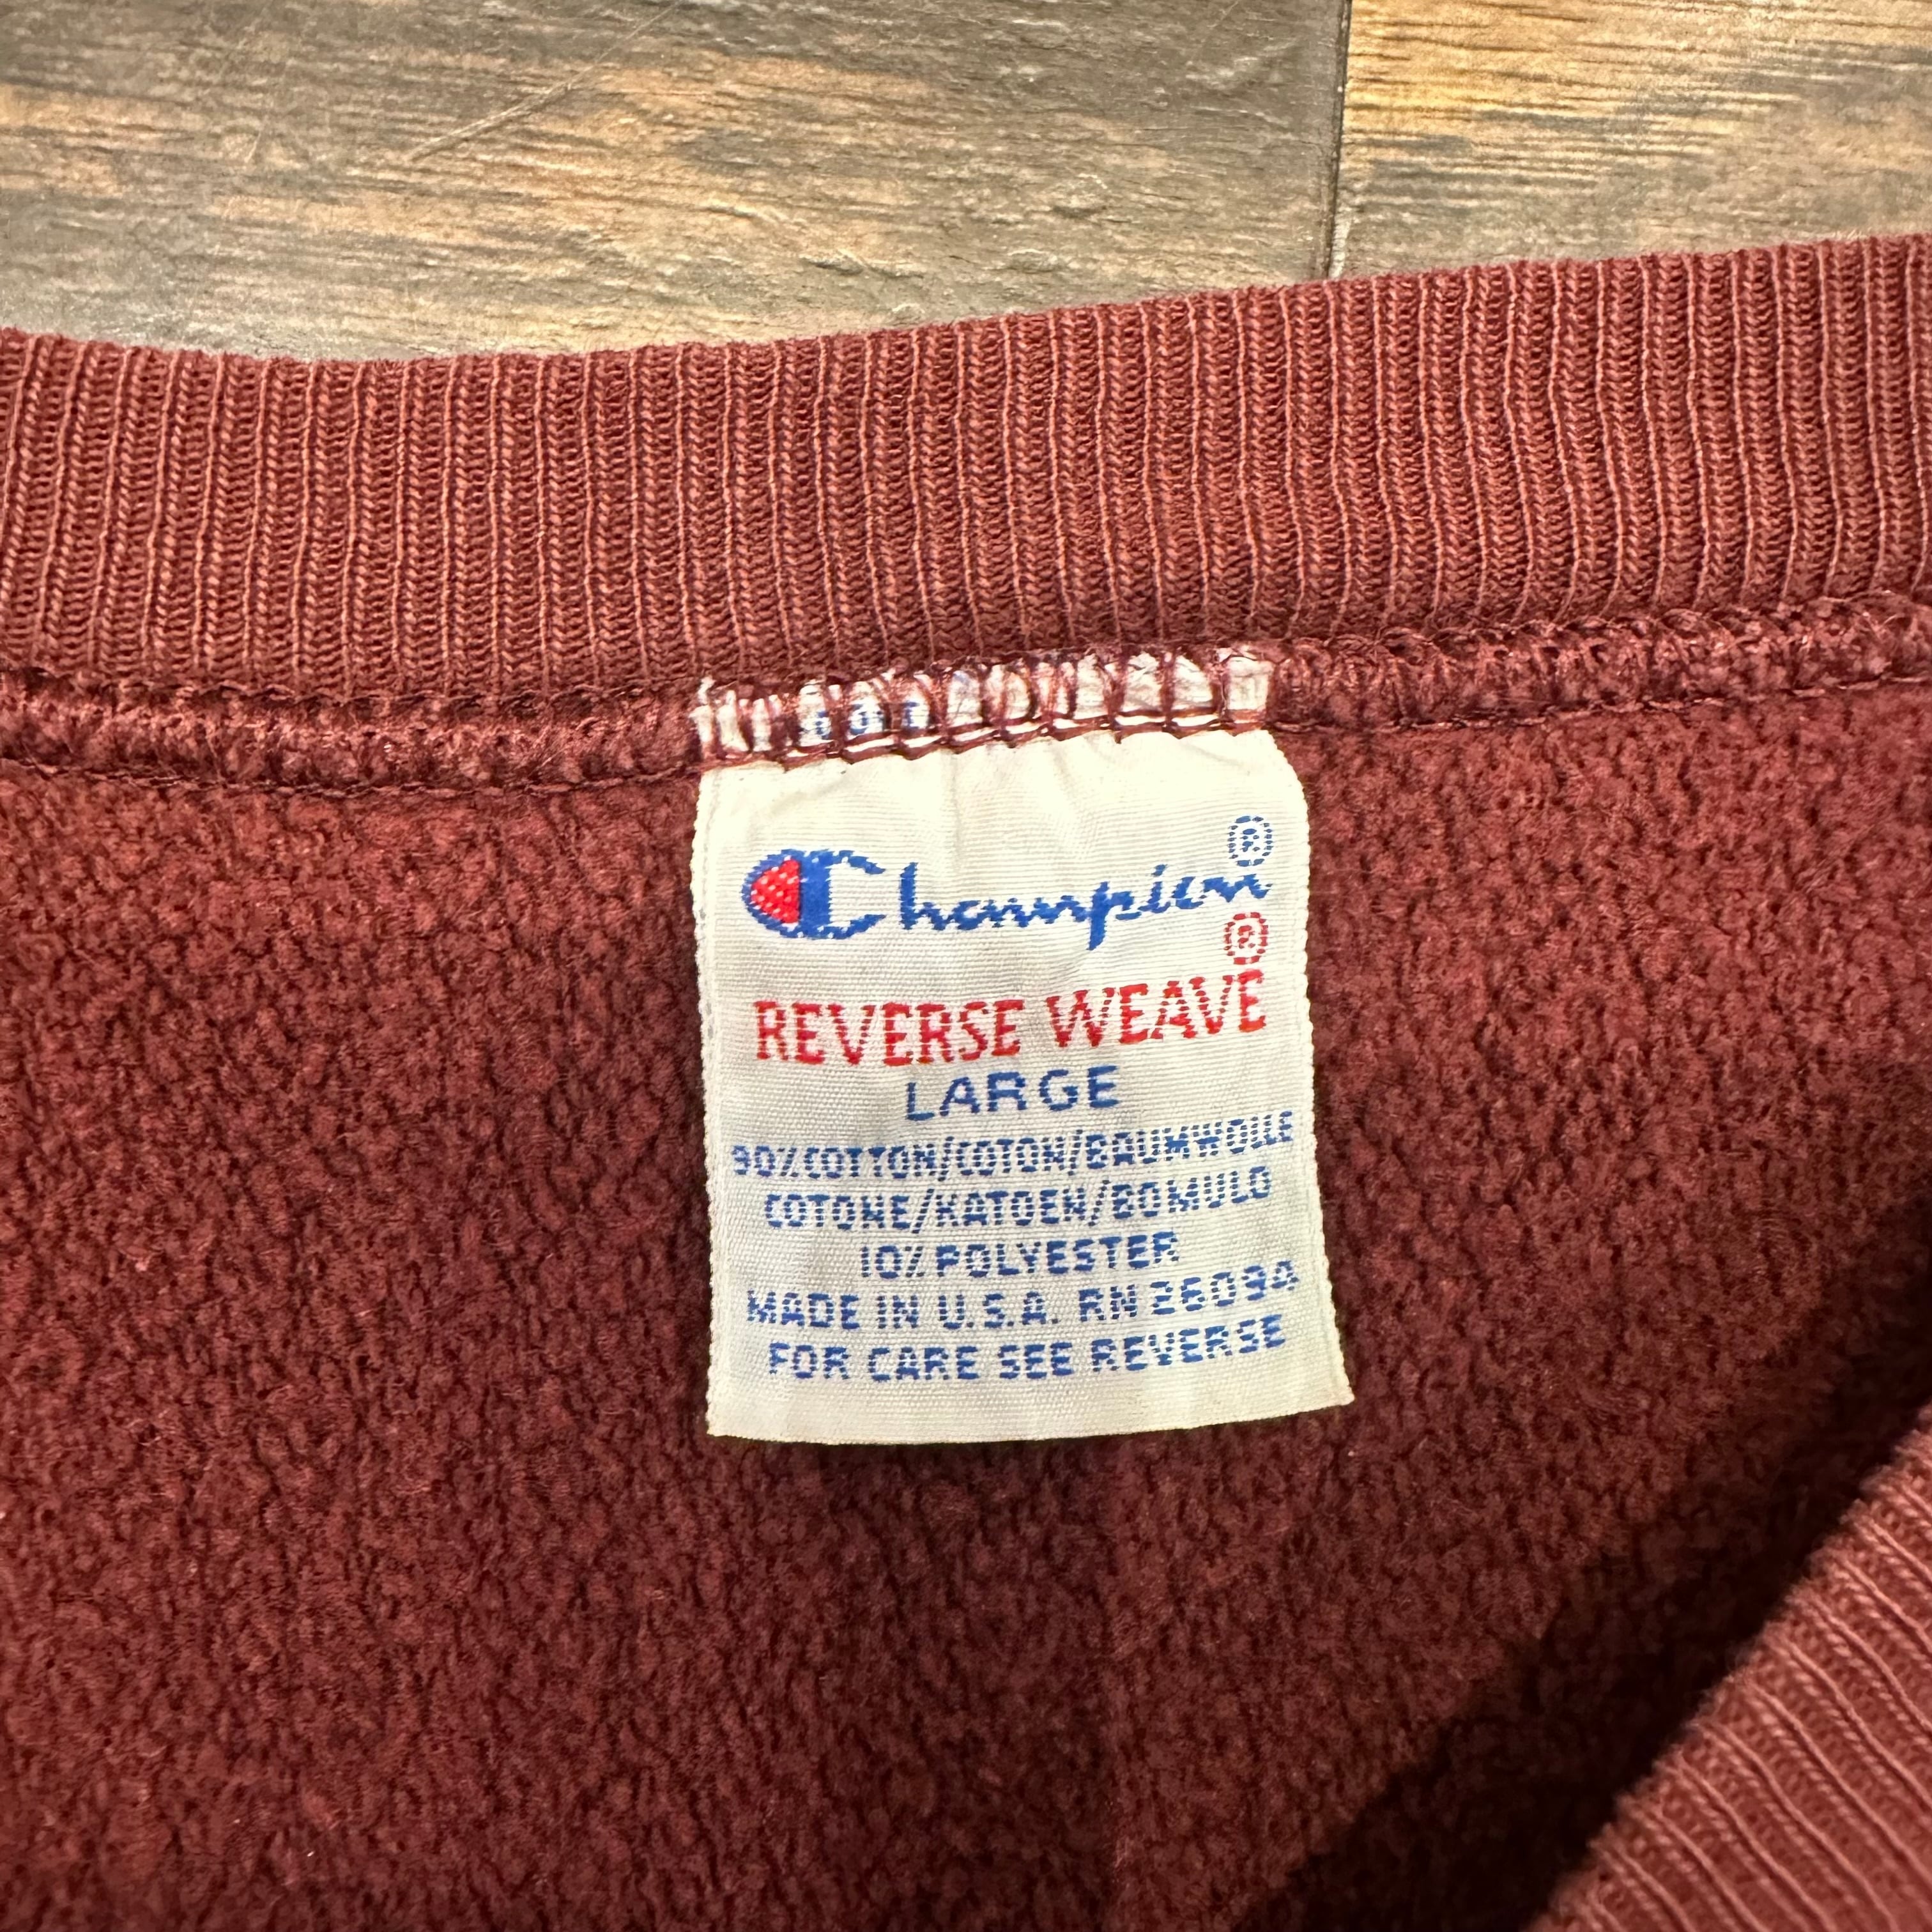 Champion®
REVERSE WEAVE®
LARGE
90% COTTON/COTON/BAUMWOLLE
COTONE/KATOEN/BOMULD
10% POLYESTER
MADE IN U.S.A. RN 26094
FOR CARE SEE REVERSE